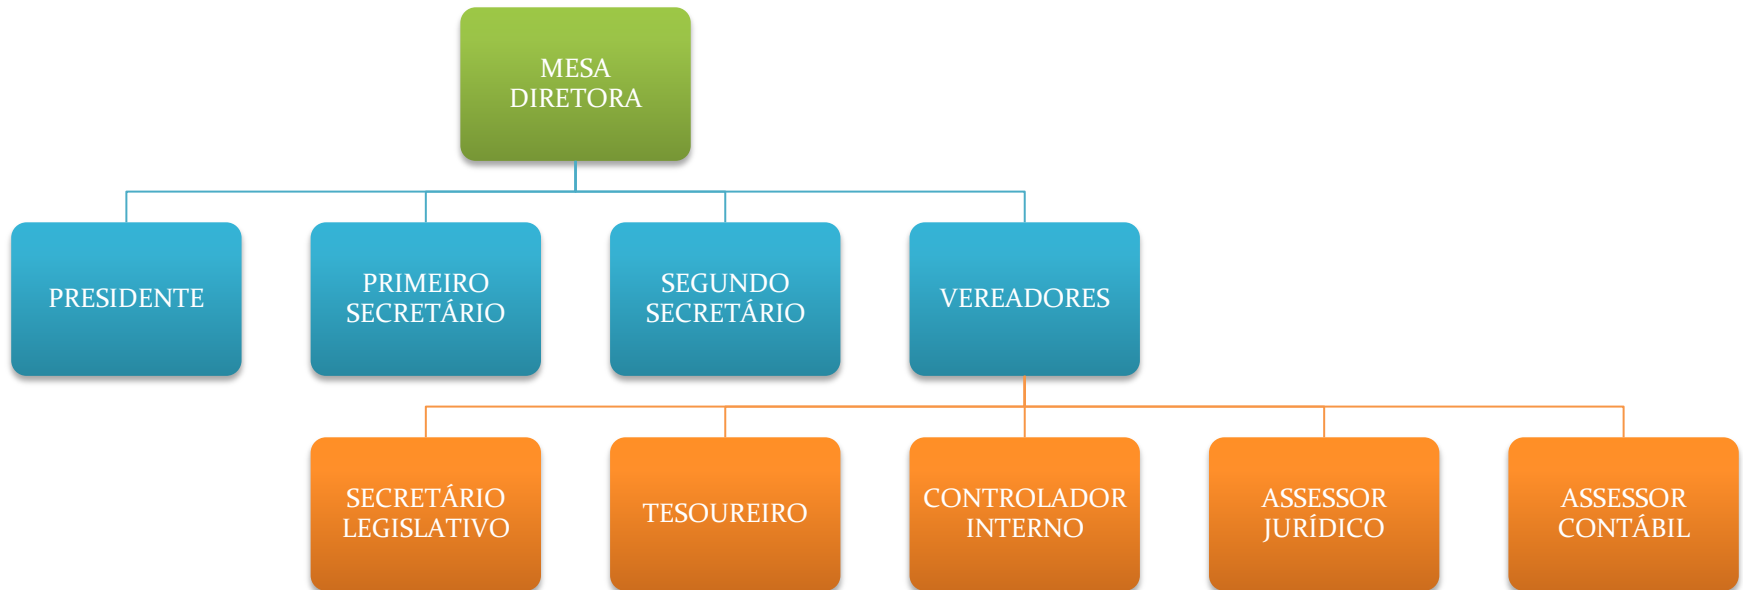 MESA
DIRETORA
PRESIDENTE
PRIMEIRO
SECRETÁRIO
SEGUNDO
SECRETÁRIO
VEREADORES
SECRETÁRIO
LEGISLATIVO
TESOUREIRO
CONTROLADOR
INTERNO
ASSESSOR
JURÍDICO
ASSESSOR
CONTÁBIL